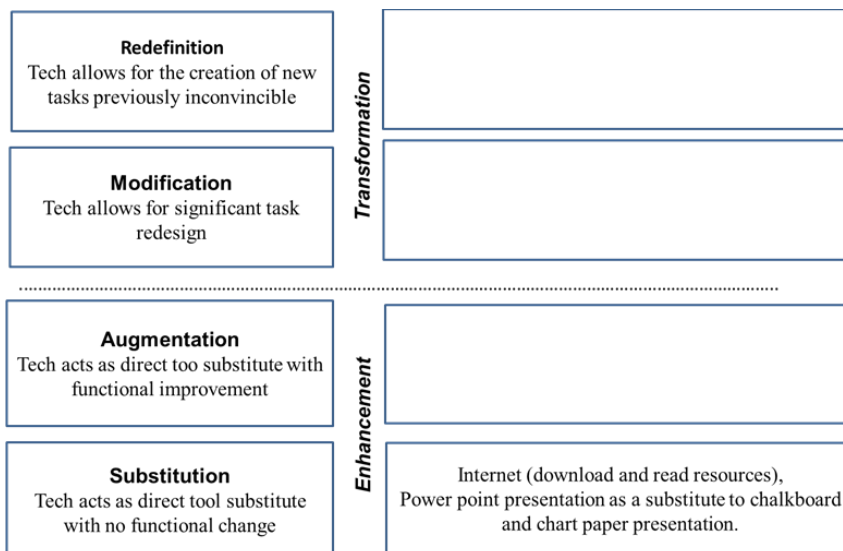 Redefinition
Tech allows for the creation of new
tasks previously inconvincible
Transformation
Modification
Tech allows for significant task
redesign
Augmentation
Tech acts as direct too substitute with
functional improvement
Enhancement
Substitution
Tech acts as direct tool substitute
with no functional change
Internet (download and read resources),
Power point presentation as a substitute to chalkboard
and chart paper presentation.